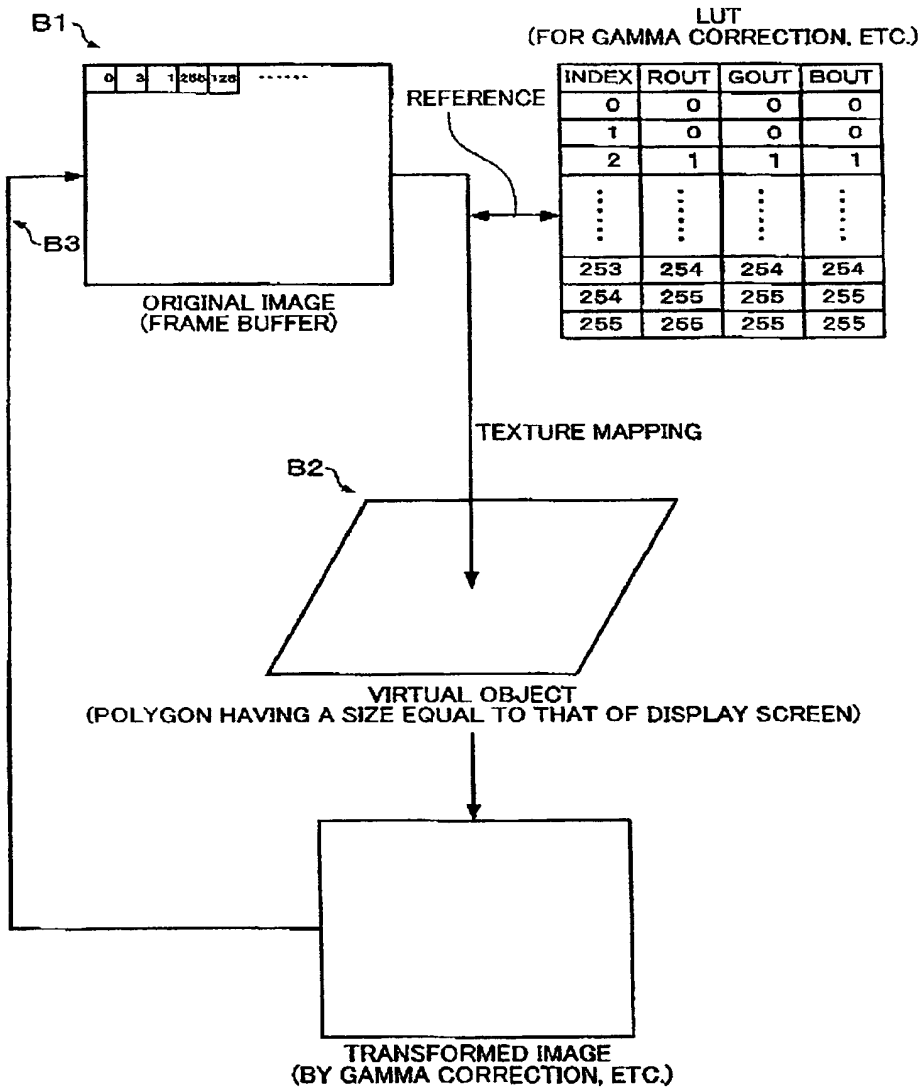 B1
0 3 1 255 128 ......
ORIGINAL IMAGE
(FRAME BUFFER)
B3
REFERENCE
LUT
(FOR GAMMA CORRECTION, ETC.)
INDEX ROUT GOUT BOUT
0 0 0 0
1 0 0 0
2 1 1 1
253 254 254 254
254 255 255 255
255 255 255 255
TEXTURE MAPPING
B2
VIRTUAL OBJECT
(POLYGON HAVING A SIZE EQUAL TO THAT OF DISPLAY SCREEN)
TRANSFORMED IMAGE
(BY GAMMA CORRECTION, ETC.)